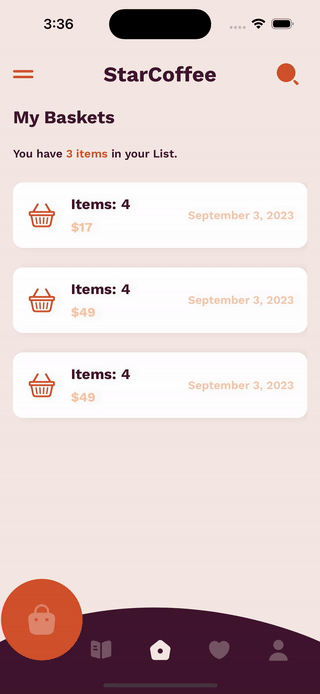 3:36
StarCoffee
My Baskets
You have 3 items in your List.
Items: 4
$17
September 3, 2023
Items: 4
$49
September 3, 2023
Items: 4
$49
September 3, 2023